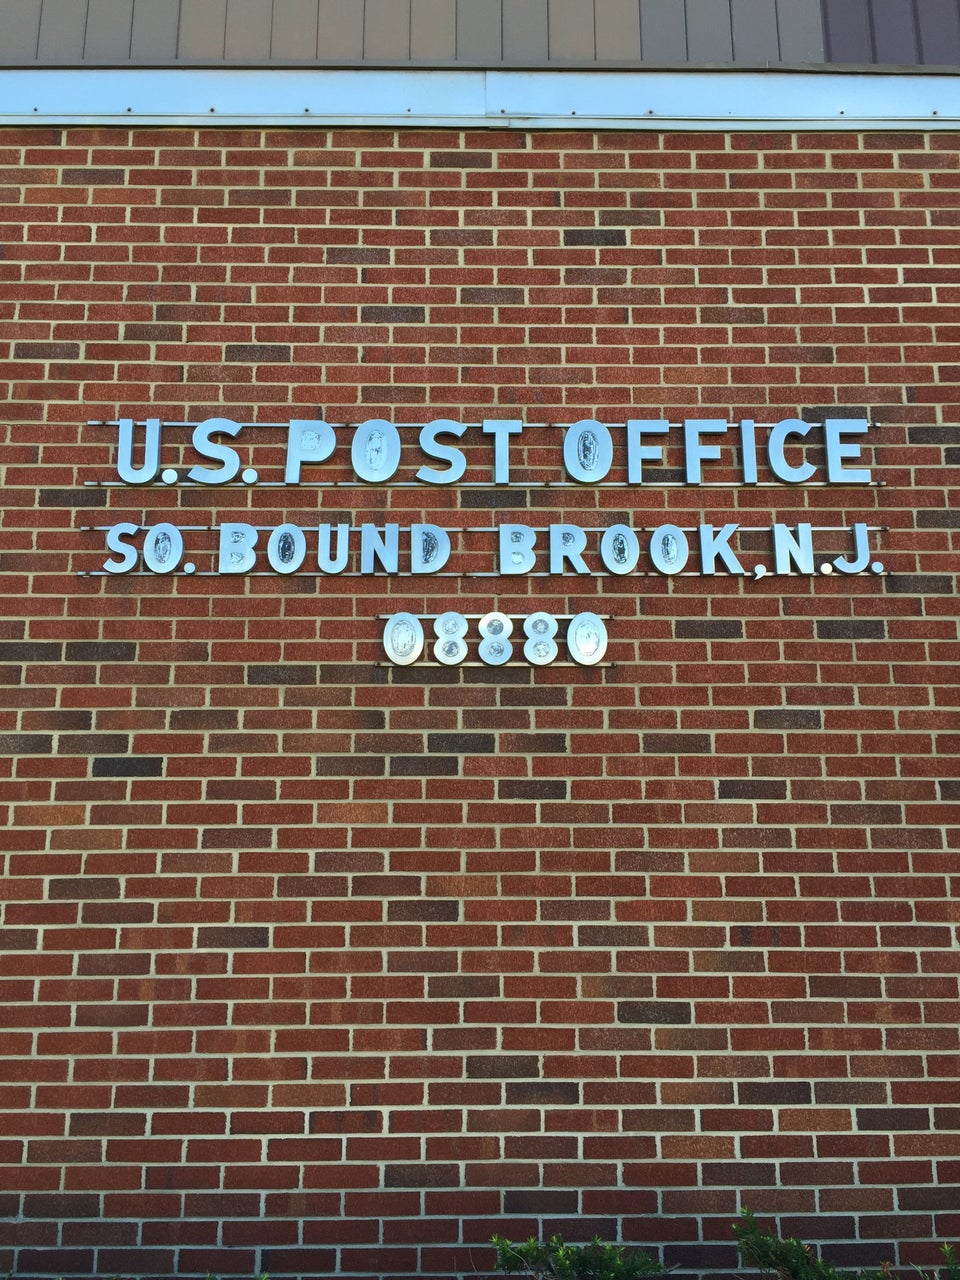 U.S. POST OFFICE
SO. BOUND BROOK, N.J.
08880